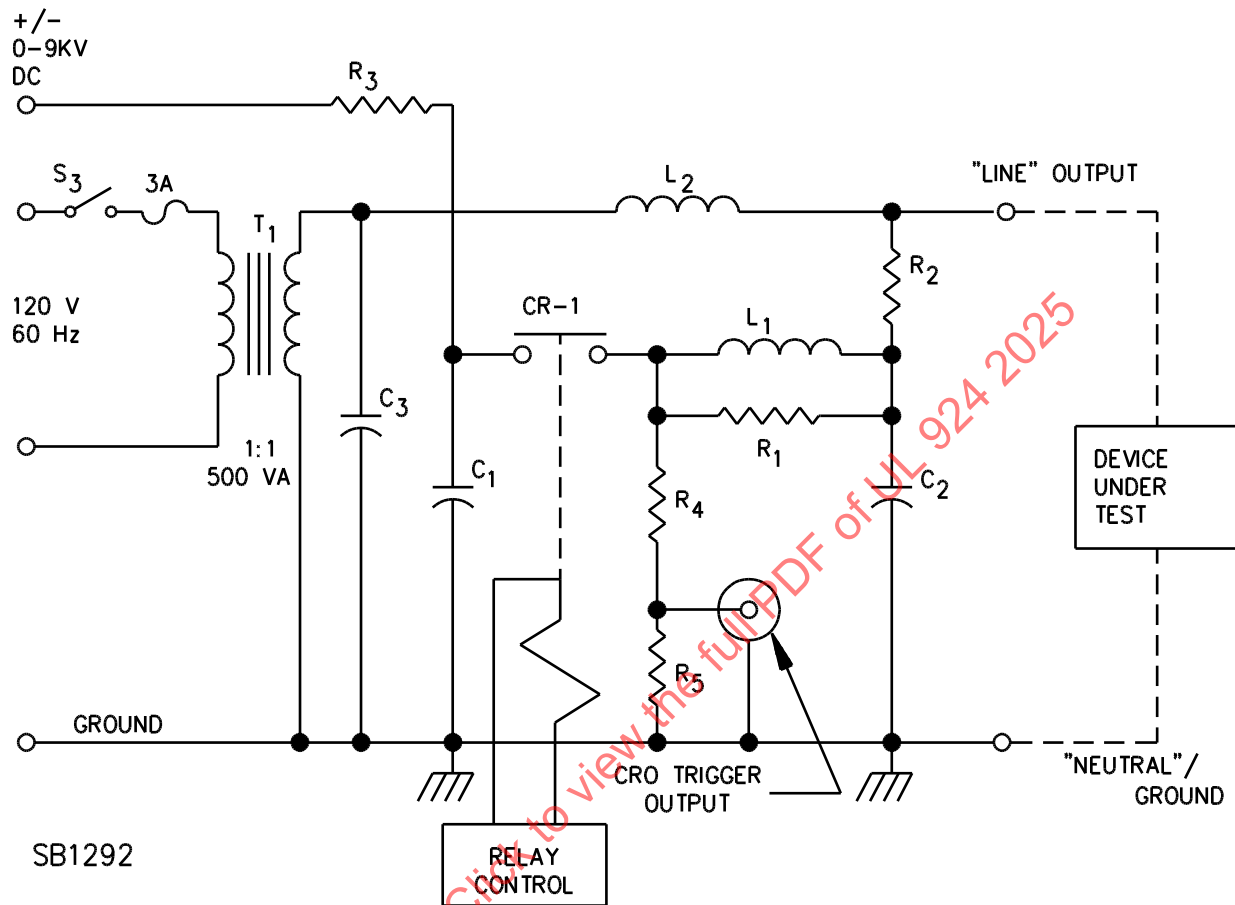 +/-
0-9KV
DC
R3
S3
3A
T1
L2
"LINE" OUTPUT
120 V
60 Hz
CR-1
L1
R2
C3
1:1
500 VA
C1
R1
C2
R4
DEVICE
UNDER
TEST
R5
GROUND
CRO TRIGGER
OUTPUT
"NEUTRAL"/
GROUND
SB1292
RELAY
CONTROL
Click to view the full PDF of UL 924 2025